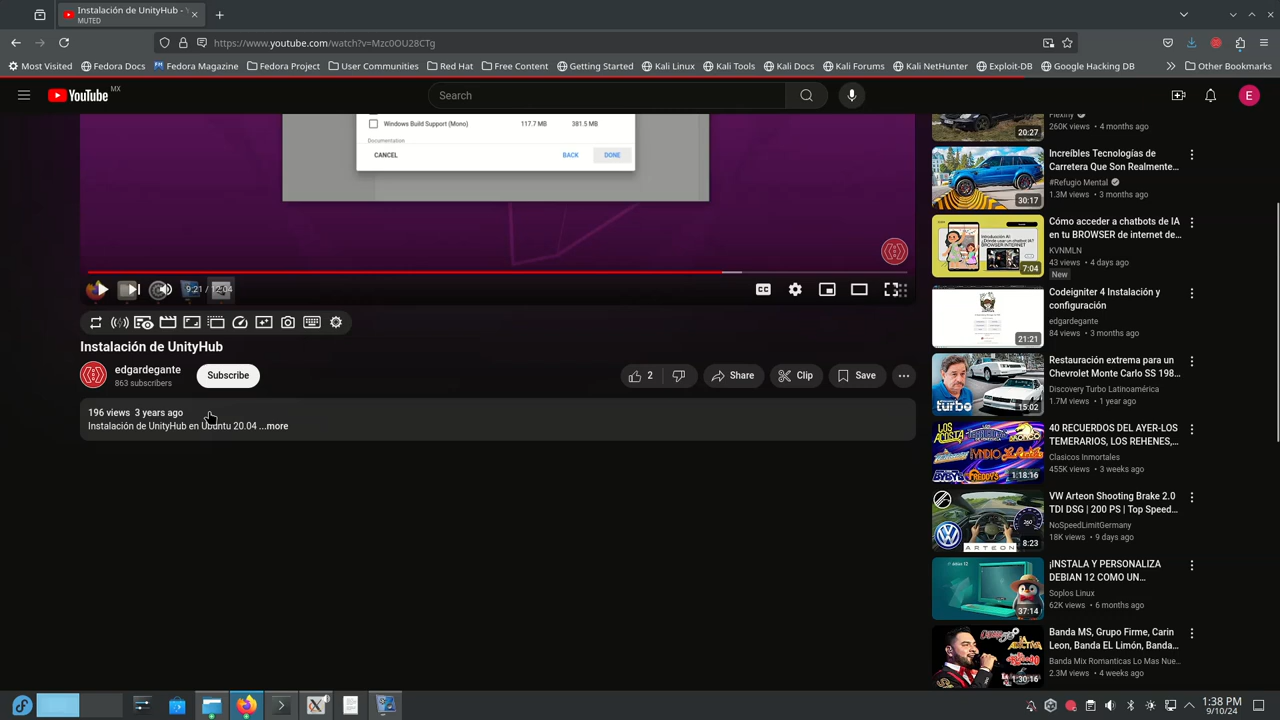 Instalación de UnityHub - Y
MUTED
https://www.youtube.com/watch?v=Mzc0OU28CTg
Most Visited
Fedora Docs
Fedora Magazine
Fedora Project
User Communities
Red Hat
Free Content
Getting Started
Kali Linux
Kali Tools
Kali Docs
Kali Forums
Kali NetHunter
Exploit-DB
Google Hacking DB
Other Bookmarks
YouTube MX
Search
E
Windows Build Support (Mono) 117.7 MB 381.5 MB
Documentation
CANCEL BACK DONE
9:21 / 12:04
CC
Instalación de UnityHub
edgardegante
863 subscribers
Subscribe
2
Clip
Save
196 views 3 years ago
Instalación de UnityHub en Ubuntu 20.04 ...more
20:27
260K views • 4 months ago
30:17
Increíbles Tecnologías de
Carretera Que Son Realmente...
#Refugio Mental
1.3M views • 3 months ago
7:04
Cómo acceder a chatbots de IA
en tu BROWSER de internet de...
KVNMLN
43 views • 4 days ago
New
21:21
Codeigniter 4 Instalación y
configuración
edgardegante
84 views • 3 months ago
turbo
15:02
Restauración extrema para un
Chevrolet Monte Carlo SS 198...
Discovery Turbo Latinoamérica
1.7M views • 1 year ago
1:18:16
40 RECUERDOS DEL AYER-LOS
TEMERARIOS, LOS REHENES,...
Clasicos Inmortales
455K views • 3 weeks ago
ARTEON
8:23
VW Arteon Shooting Brake 2.0
TDI DSG | 200 PS | Top Speed...
NoSpeedLimitGermany
18K views • 9 days ago
37:14
¡INSTALA Y PERSONALIZA
DEBIAN 12 COMO UN...
Soplos Linux
62K views • 6 months ago
1:30:16
Banda MS, Grupo Firme, Carin
Leon, Banda EL Limón, Banda...
Banda Mix Romanticas Lo Mas Nue...
2.3M views • 4 weeks ago
1:38 PM
9/10/24